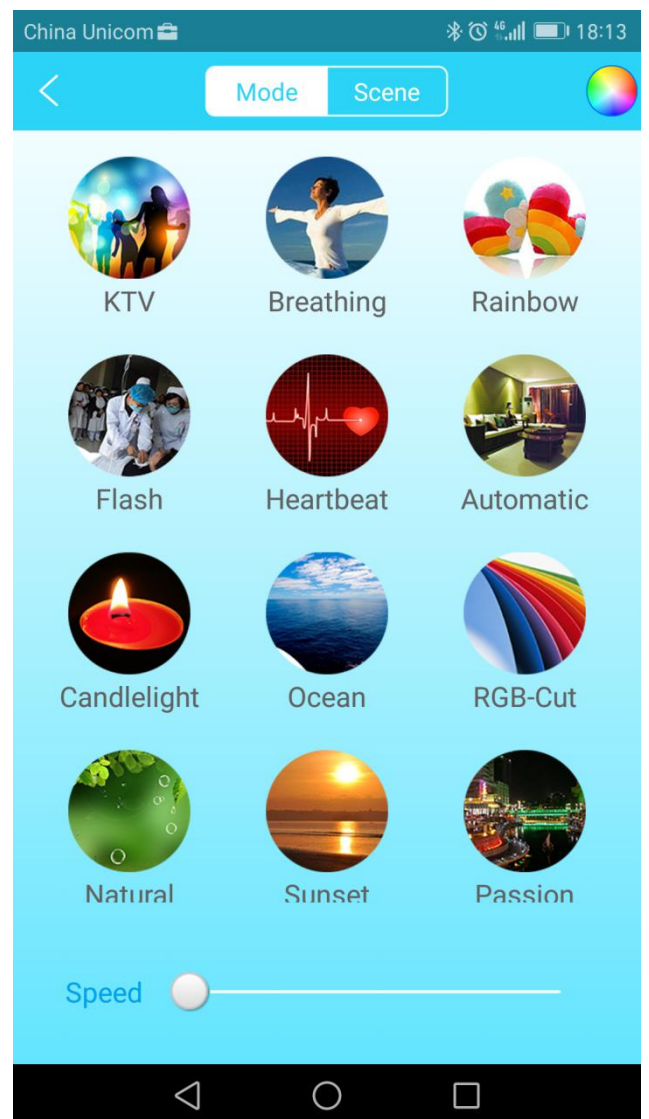 China Unicom 4G 18:13
Mode Scene
KTV Breathing Rainbow
Flash Heartbeat Automatic
Candlelight Ocean RGB-Cut
Natural Sunset Passion
Speed